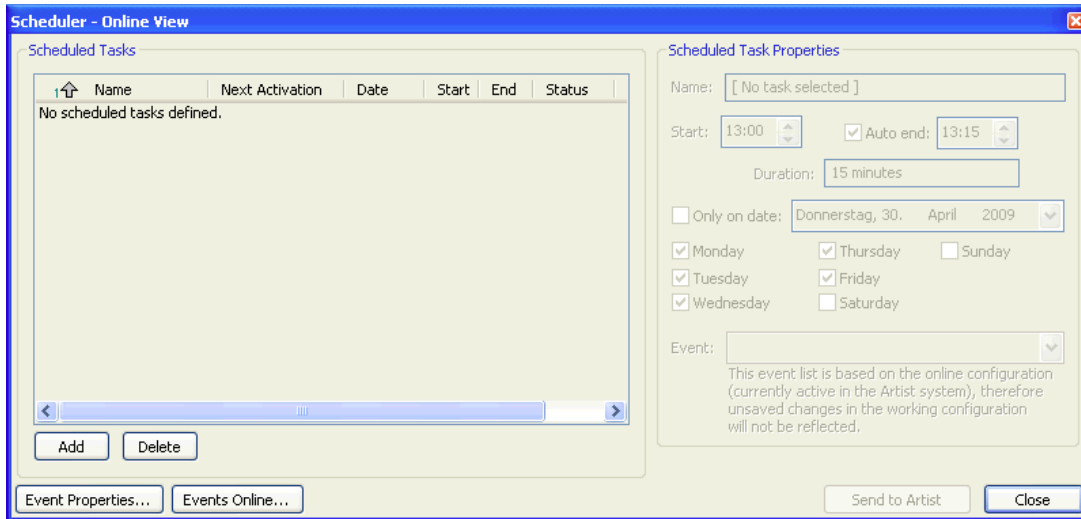 Scheduler - Online View
Scheduled Tasks
1 Name Next Activation Date Start End Status
No scheduled tasks defined.
Add Delete
Event Properties... Events Online...
Scheduled Task Properties
Name: [ No task selected ]
Start: 13:00 Auto end: 13:15
Duration: 15 minutes
Only on date: Donnerstag, 30. April 2009
Monday Thursday Sunday
Tuesday Friday
Wednesday Saturday
Event:
This event list is based on the online configuration
(currently active in the Artist system), therefore
unsaved changes in the working configuration
will not be reflected.
Send to Artist Close